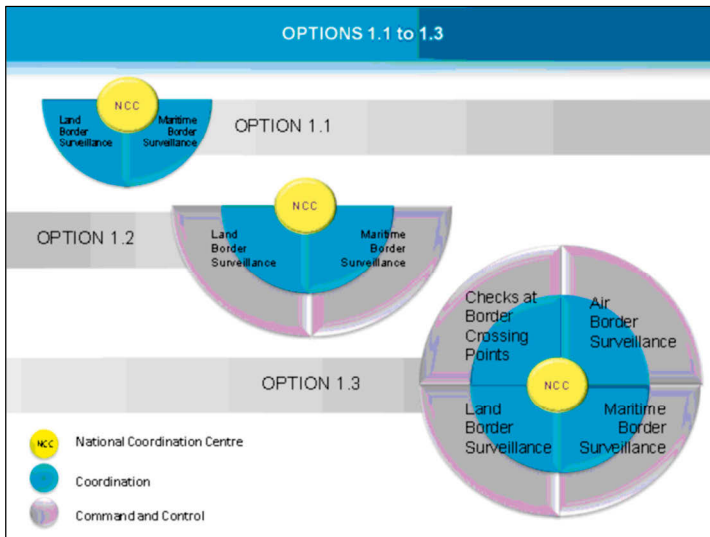 OPTIONS 1.1 to 1.3
NCC
Land
Border
Surveillance
Maritime
Border
Surveillance
OPTION 1.1
NCC
Land
Border
Surveillance
Maritime
Border
Surveillance
OPTION 1.2
Checks at
Border
Crossing
Points
Air
Border
Surveillance
NCC
Land
Border
Surveillance
Maritime
Border
Surveillance
OPTION 1.3
NCC
National Coordination Centre
Coordination
Command and Control